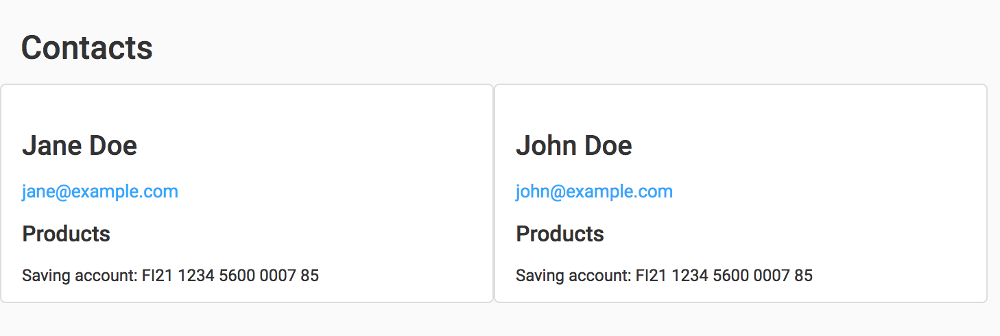 Contacts
Jane Doe
jane@example.com
Products
Saving account: FI21 1234 5600 0007 85
John Doe
john@example.com
Products
Saving account: FI21 1234 5600 0007 85